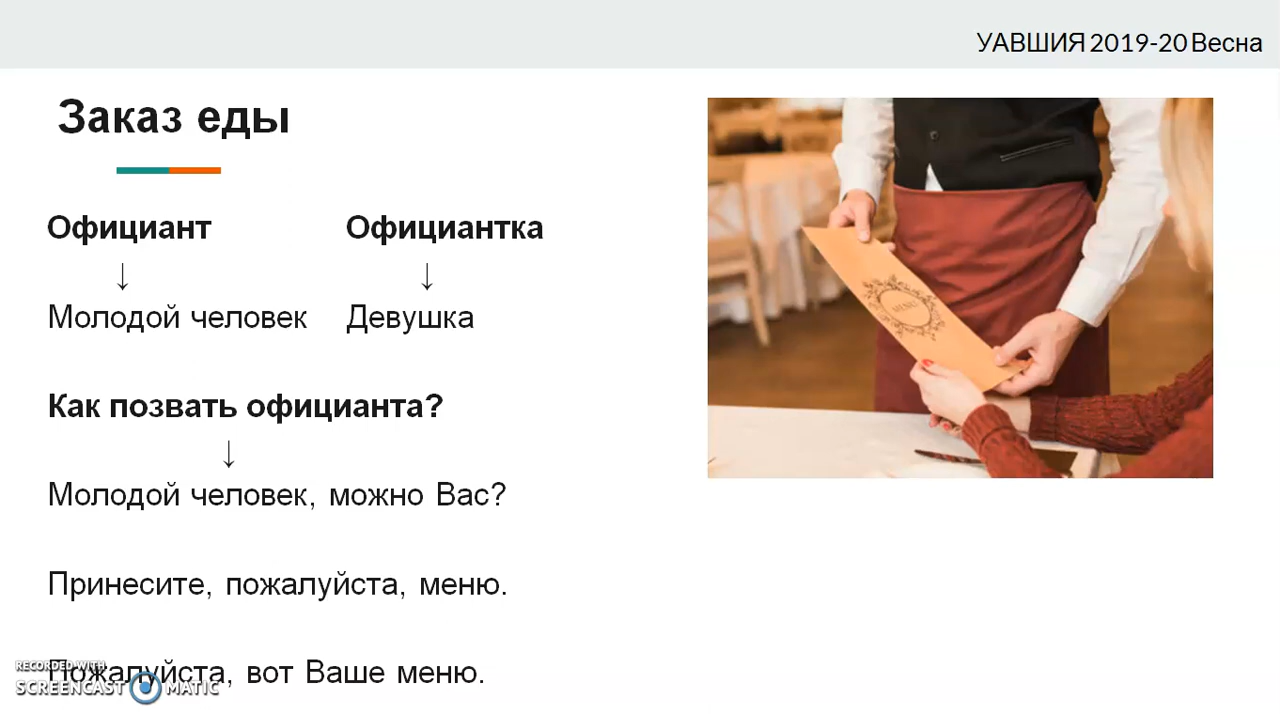 УАВШИЯ 2019-20 Весна
Заказ еды
Официант Официантка
↓ ↓
Молодой человек Девушка
Как позвать официанта?
↓
Молодой человек, можно Вас?
Принесите, пожалуйста, меню.
Пожалуйста, вот Ваше меню.
RECORDED WITH
SCREENCAST MATIC
MENU